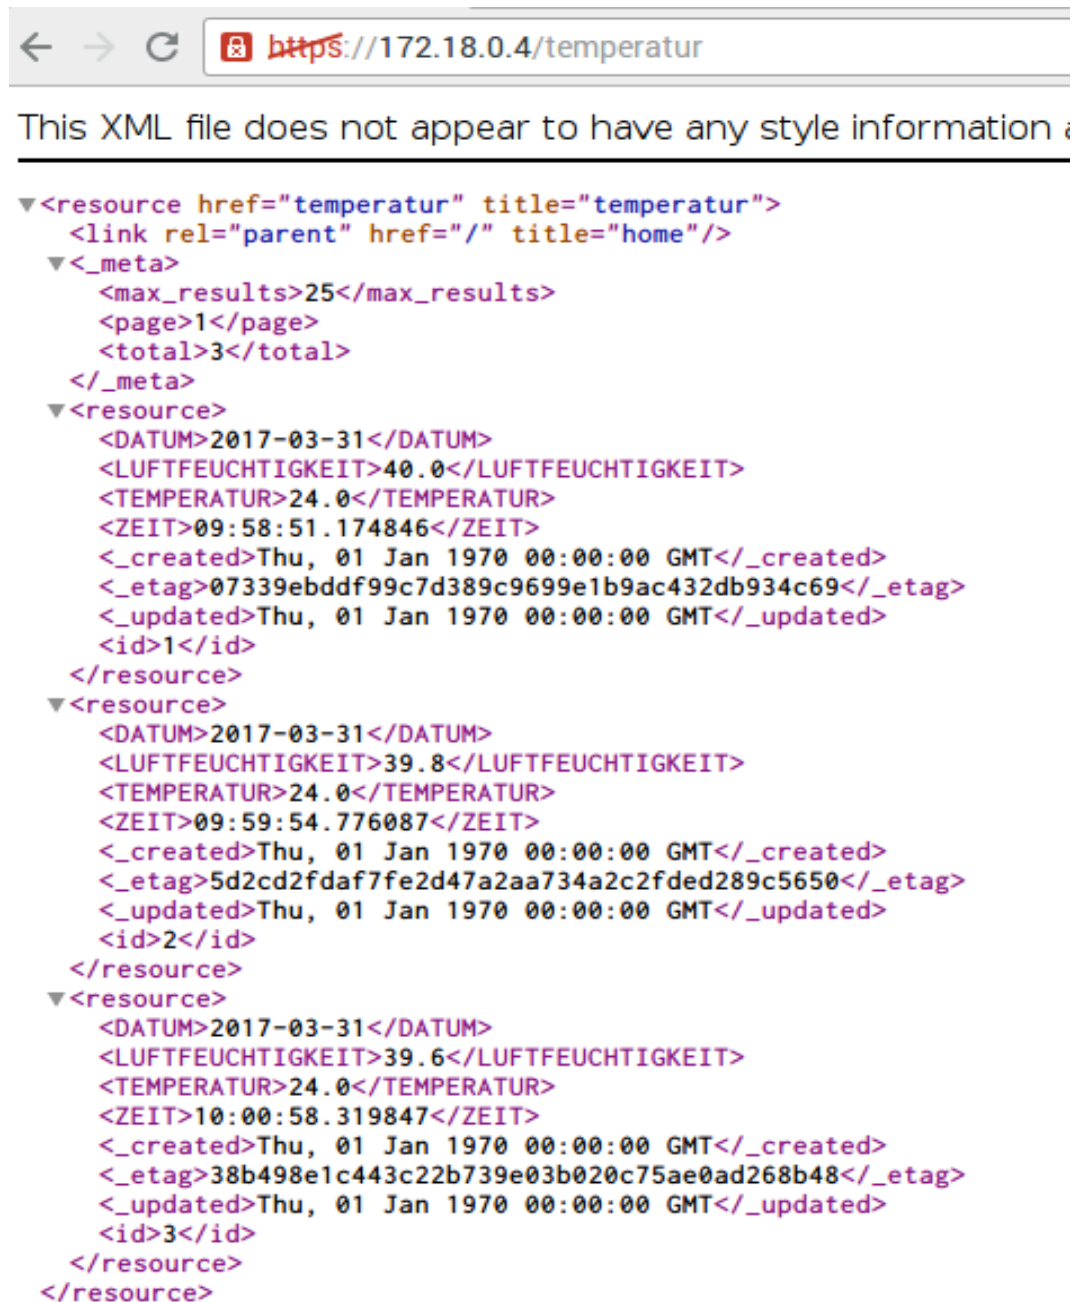 https://172.18.0.4/temperatur
This XML file does not appear to have any style information
▼<resource href="temperatur" title="temperatur">
<link rel="parent" href="/" title="home"/>
▼<_meta>
<max_results>25</max_results>
<page>1</page>
<total>3</total>
</_meta>
▼<resource>
<DATUM>2017-03-31</DATUM>
<LUFTFEUCHTIGKEIT>40.0</LUFTFEUCHTIGKEIT>
<TEMPERATUR>24.0</TEMPERATUR>
<ZEIT>09:58:51.174846</ZEIT>
<_created>Thu, 01 Jan 1970 00:00:00 GMT</_created>
<_etag>07339ebddf99c7d389c9699e1b9ac432db934c69</_etag>
<_updated>Thu, 01 Jan 1970 00:00:00 GMT</_updated>
<id>1</id>
</resource>
▼<resource>
<DATUM>2017-03-31</DATUM>
<LUFTFEUCHTIGKEIT>39.8</LUFTFEUCHTIGKEIT>
<TEMPERATUR>24.0</TEMPERATUR>
<ZEIT>09:59:54.776087</ZEIT>
<_created>Thu, 01 Jan 1970 00:00:00 GMT</_created>
<_etag>5d2cd2fdaf7fe2d47a2aa734a2c2fded289c5650</_etag>
<_updated>Thu, 01 Jan 1970 00:00:00 GMT</_updated>
<id>2</id>
</resource>
▼<resource>
<DATUM>2017-03-31</DATUM>
<LUFTFEUCHTIGKEIT>39.6</LUFTFEUCHTIGKEIT>
<TEMPERATUR>24.0</TEMPERATUR>
<ZEIT>10:00:58.319847</ZEIT>
<_created>Thu, 01 Jan 1970 00:00:00 GMT</_created>
<_etag>38b498e1c443c22b739e03b020c75ae0ad268b48</_etag>
<_updated>Thu, 01 Jan 1970 00:00:00 GMT</_updated>
<id>3</id>
</resource>
</resource>